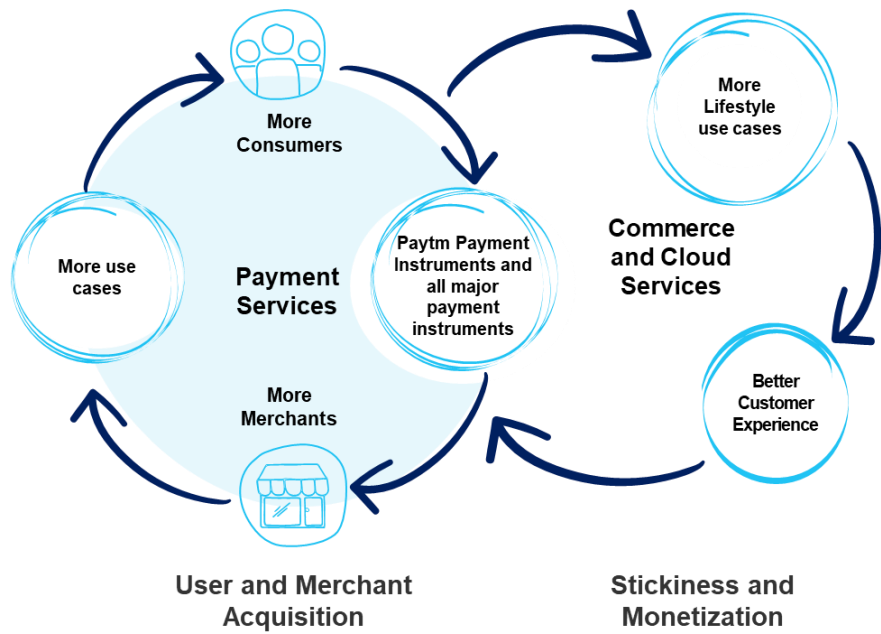 More
Consumers
More
Lifestyle
use cases
More use
cases
Payment
Services
Paytm Payment
Instruments and
all major
payment
instruments
Commerce
and Cloud
Services
More
Merchants
Better
Customer
Experience
User and Merchant
Acquisition
Stickiness and
Monetization